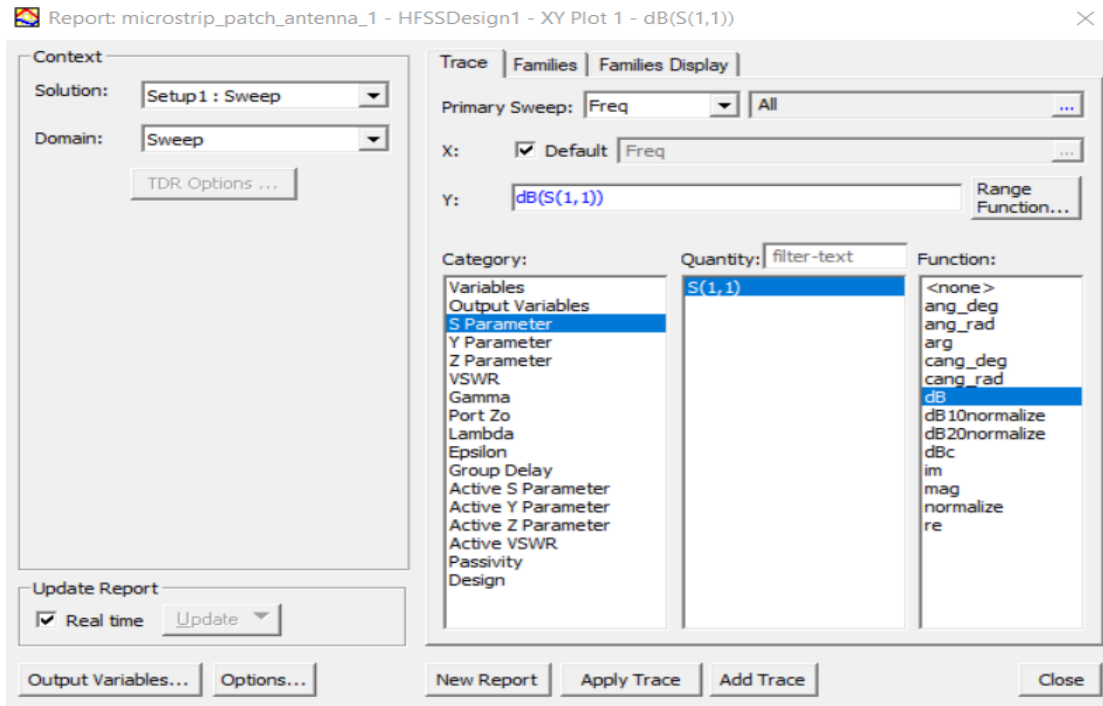 Report: microstrip_patch_antenna_1 - HFSSDesign1 - XY Plot 1 - dB(S(1,1))
Context
Solution: Setup1 : Sweep
Domain: Sweep
TDR Options ...
Update Report
Real time Update
Output Variables... Options...
Trace Families Families Display
Primary Sweep: Freq All ...
X: Default Freq ...
Y: dB(S(1,1)) Range Function...
Category:
Variables
Output Variables
S Parameter
Y Parameter
Z Parameter
VSWR
Gamma
Port Zo
Lambda
Epsilon
Group Delay
Active S Parameter
Active Y Parameter
Active Z Parameter
Active VSWR
Passivity
Design
Quantity: filter-text
S(1,1)
Function:
<none>
ang_deg
ang_rad
arg
cang_deg
cang_rad
dB
dB10normalize
dB20normalize
dBc
im
mag
normalize
re
New Report Apply Trace Add Trace Close